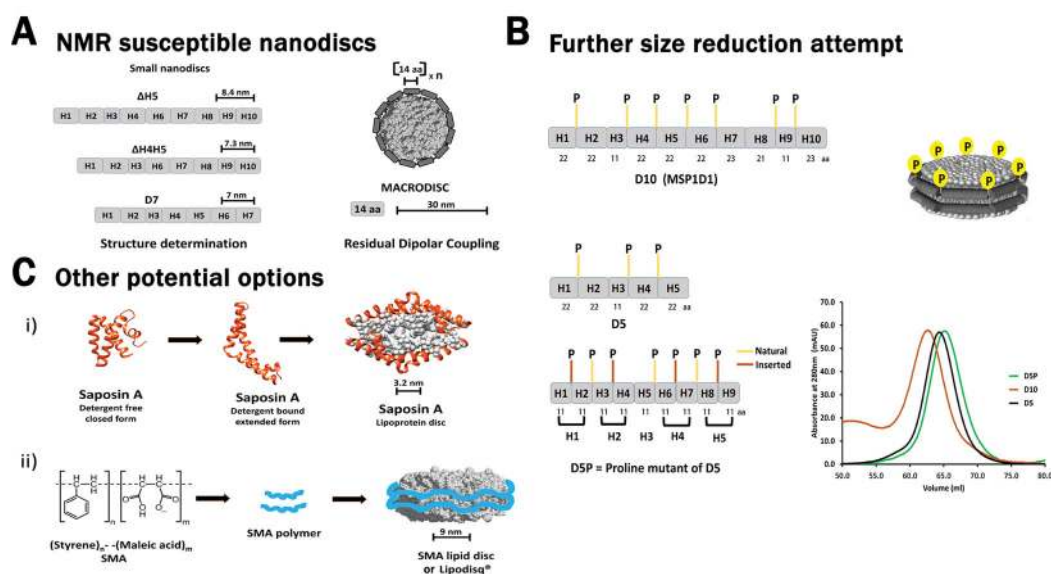 A NMR susceptible nanodiscs
Small nanodiscs
ΔH5
8.4 nm
H1 H2 H3 H4 H6 H7 H8 H9 H10
ΔH4H5
7.3 nm
H1 H2 H3 H6 H7 H8 H9 H10
D7
7 nm
H1 H2 H3 H4 H5 H6 H7
Structure determination
[14 aa] x n
MACRODISC
14 aa
30 nm
Residual Dipolar Coupling
B Further size reduction attempt
P P P P P P P
H1 H2 H3 H4 H5 H6 H7 H8 H9 H10
22 22 11 22 22 22 23 21 11 23 aa
D10 (MSP1D1)
P P P P P P P
P P P
H1 H2 H3 H4 H5
22 22 11 22 22 aa
D5
Natural
Inserted
P P P P P P P
H1 H2 H3 H4 H5 H6 H7 H8 H9
11 11 11 11 11 11 11 11 11 aa
H1 H2 H3 H4 H5
D5P = Proline mutant of D5
Absorbance at 280nm (mAU)
70.0
60.0
50.0
40.0
30.0
20.0
10.0
0.0
50.0 60.0 70.0 80.0
Volume (ml)
D5P
D10
D5
C Other potential options
i)
Saposin A
Detergent free
closed form
Saposin A
Detergent bound
extended form
3.2 nm
Saposin A
Lipoprotein disc
ii)
H H
C C
H
H H
C C
C C
O O
OH O⁻
n m
(Styrene)n- -(Maleic acid)m
SMA
SMA polymer
9 nm
SMA lipid disc
or Lipodisq®